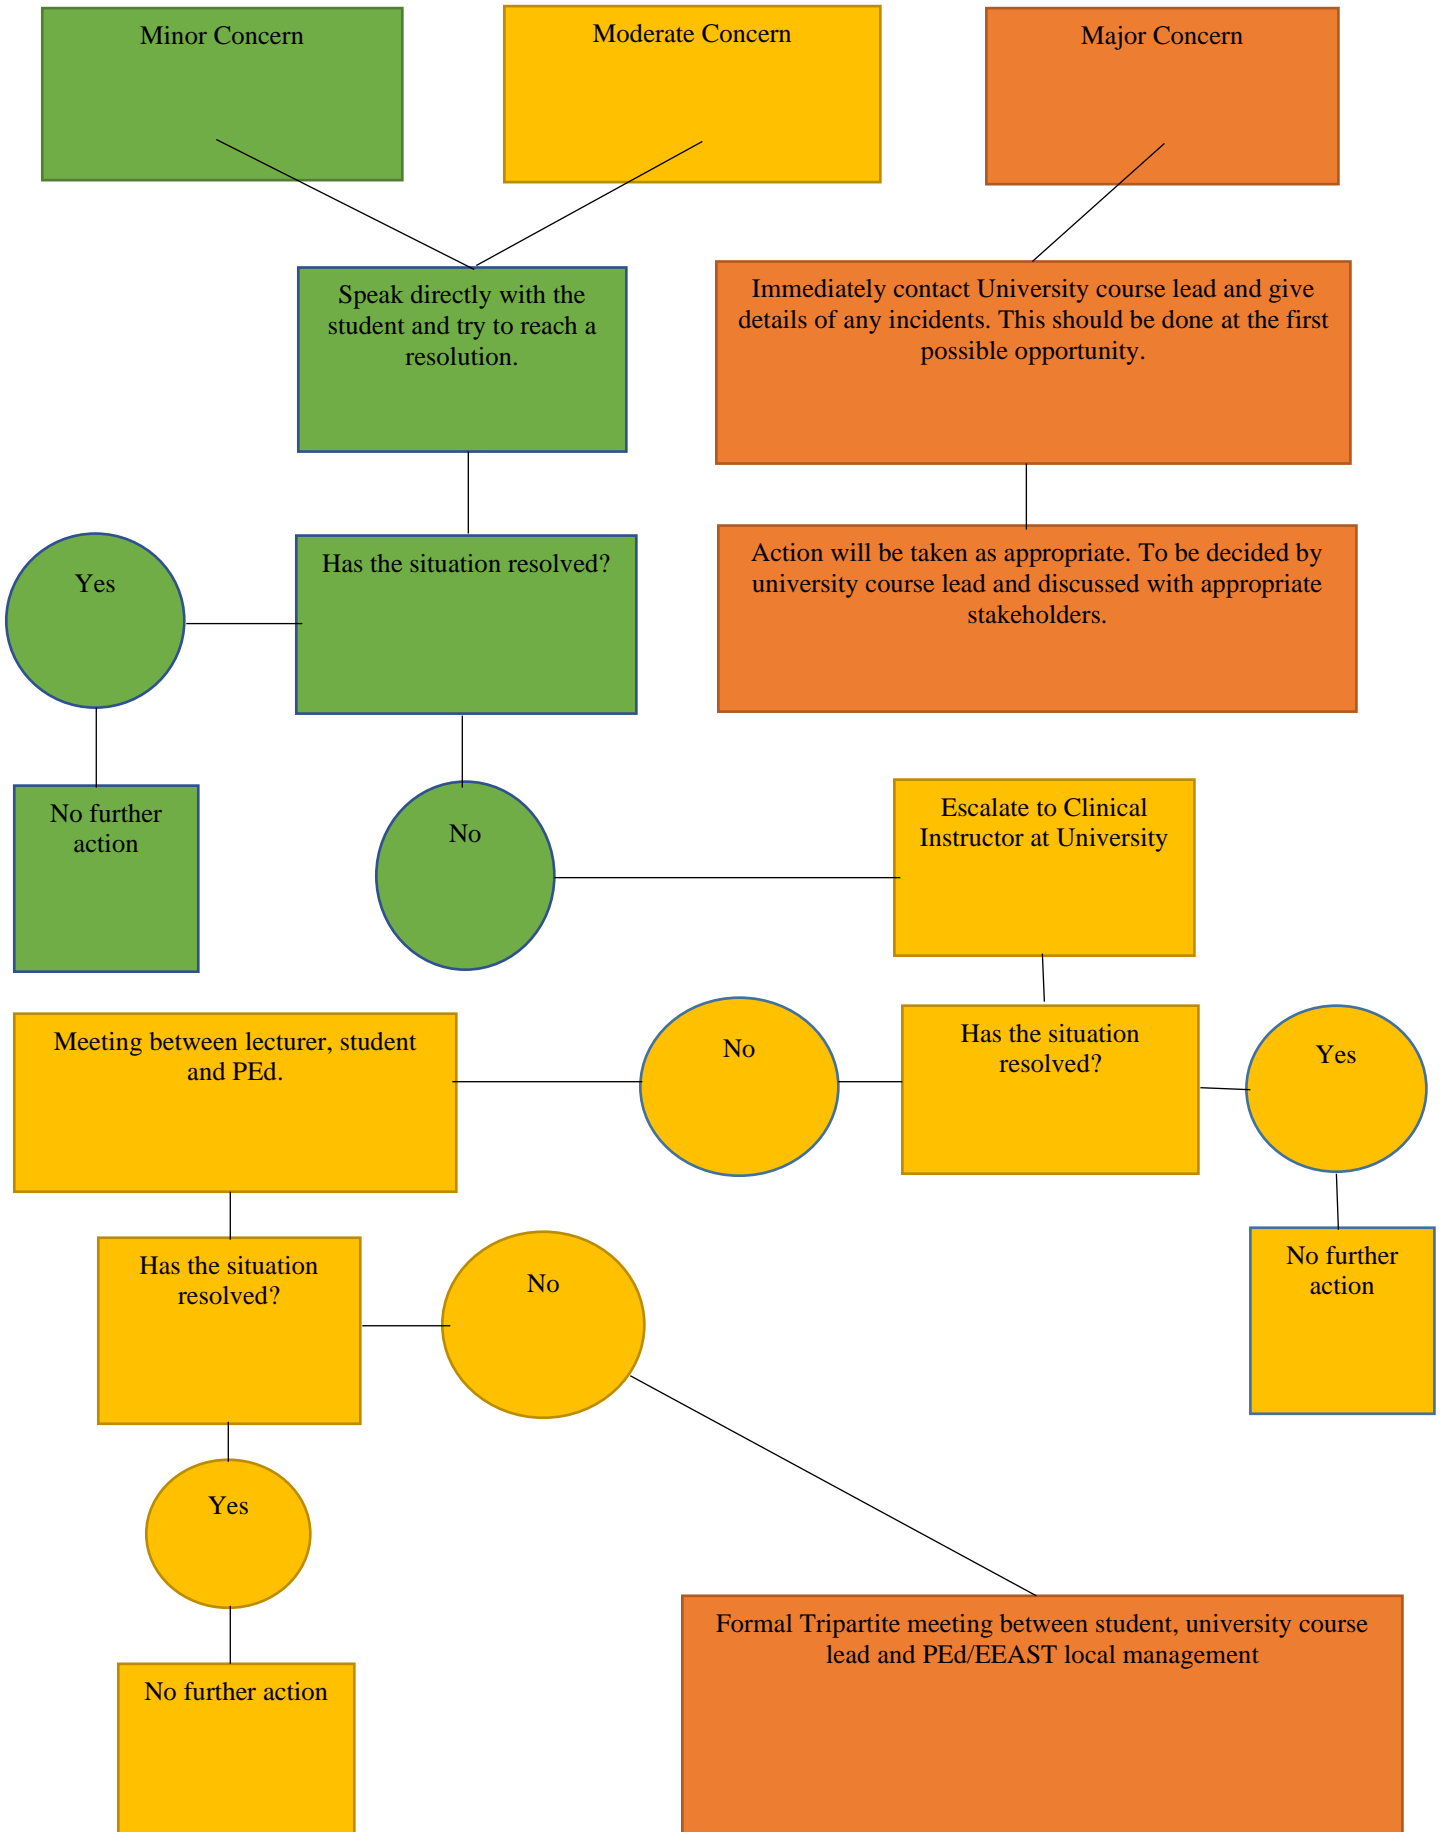 Minor Concern
Moderate Concern
Major Concern
Speak directly with the
student and try to reach a
resolution.
Immediately contact University course lead and give
details of any incidents. This should be done at the first
possible opportunity.
Yes
Has the situation resolved?
Action will be taken as appropriate. To be decided by
university course lead and discussed with appropriate
stakeholders.
No further
action
No
Escalate to Clinical
Instructor at University
Meeting between lecturer, student
and PEd.
No
Has the situation
resolved?
Yes
Has the situation
resolved?
No
No further
action
Yes
Formal Tripartite meeting between student, university course
lead and PEd/EEAST local management
No further action